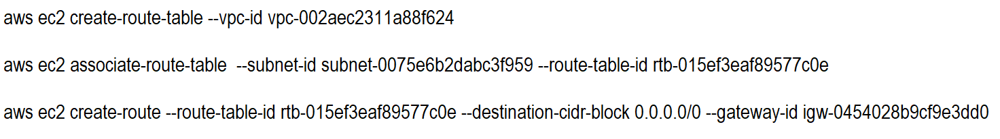 aws ec2 create-route-table --vpc-id vpc-002aec2311a88f624
aws ec2 associate-route-table  --subnet-id subnet-0075e6b2dabc3f959 --route-table-id rtb-015ef3eaf89577c0e
aws ec2 create-route --route-table-id rtb-015ef3eaf89577c0e --destination-cidr-block 0.0.0.0/0 --gateway-id igw-0454028b9cf9e3dd0